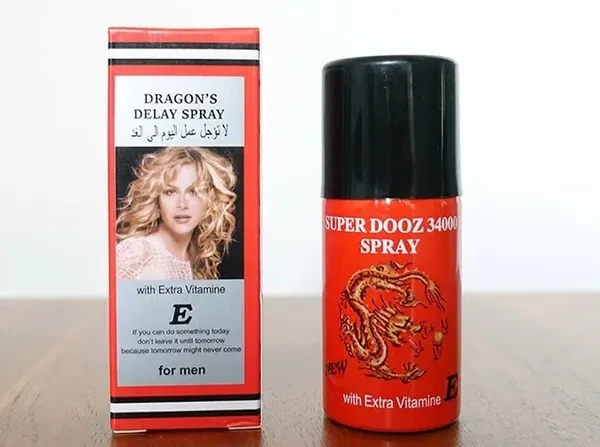 DRAGON'S
DELAY SPRAY
لا تؤجل عمل اليوم الى الغد
with Extra Vitamine
E
If you can do something today
don't leave it until tomorrow
because tomorrow might never come
for men
SUPER DOOZ 34000
SPRAY
with Extra Vitamine E